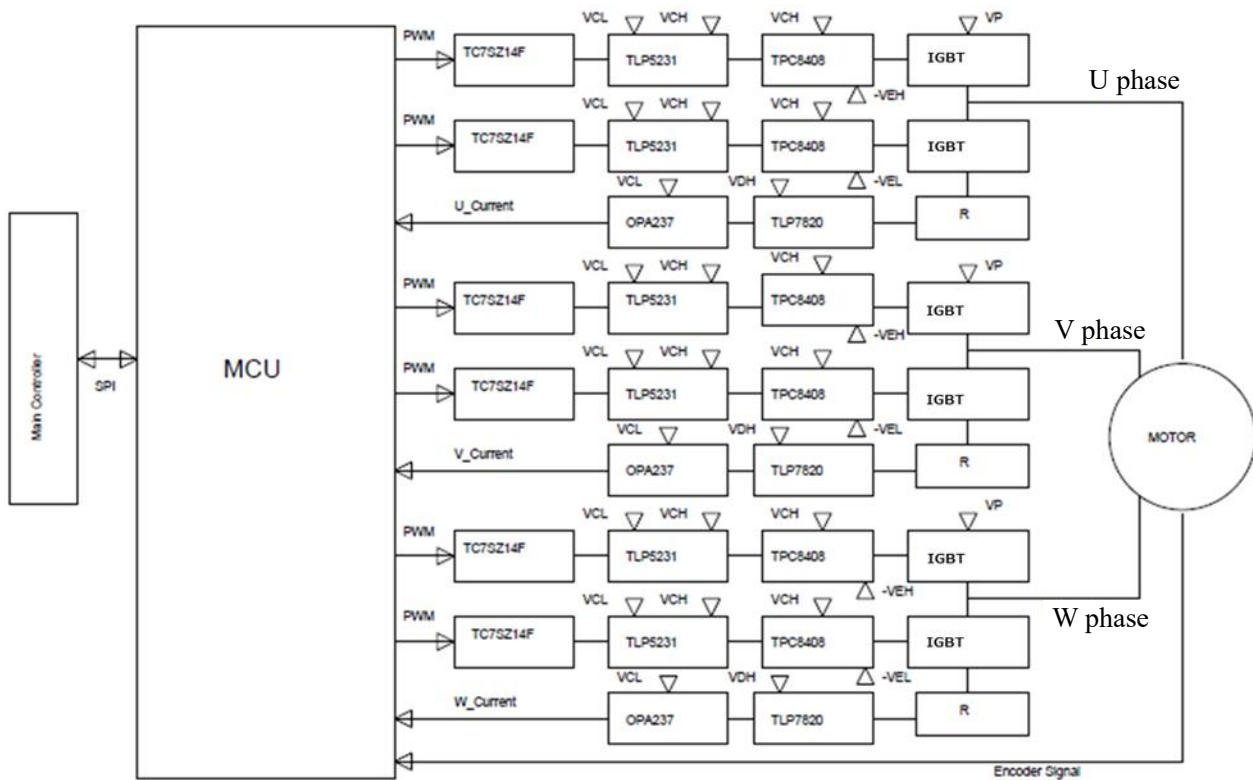 VCL VCH VCH VP
PWM
TC7SZ14F TLP5231 TPC8408 IGBT
U phase
-VEH
VCL VCH VCH
PWM
TC7SZ14F TLP5231 TPC8408 IGBT
VCL VDH -VEL
U_Current
OPA237 TLP7820 R
VCL VCH VCH VP
PWM
TC7SZ14F TLP5231 TPC8408 IGBT
V phase
-VEH
VCL VCH VCH
Main Controller
SPI
MCU
PWM
TC7SZ14F TLP5231 TPC8408 IGBT
VCL VDH -VEL
MOTOR
V_Current
OPA237 TLP7820 R
VCL VCH VCH VP
PWM
TC7SZ14F TLP5231 TPC8408 IGBT
-VEH
W phase
VCL VCH VCH
PWM
TC7SZ14F TLP5231 TPC8408 IGBT
VCL VDH -VEL
W_Current
OPA237 TLP7820 R
Encoder Signal